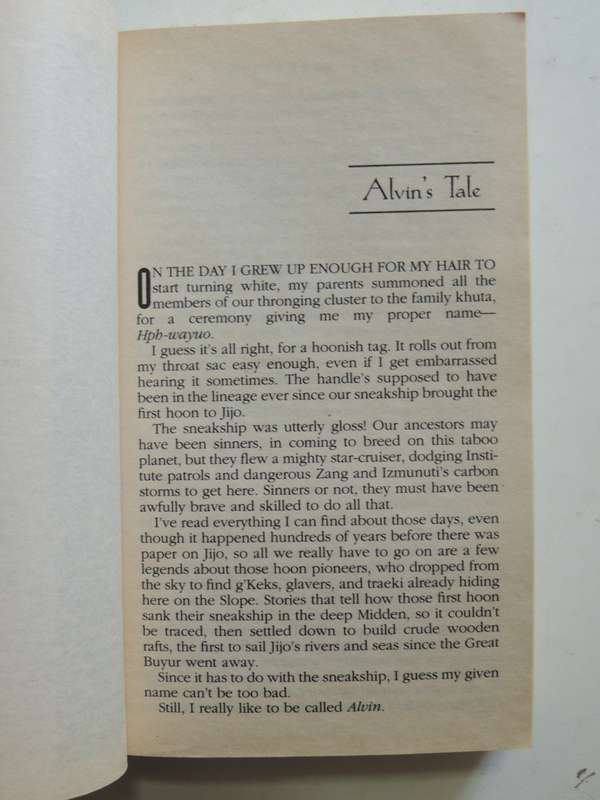 Alvin's Tale
ON THE DAY I GREW UP ENOUGH FOR MY HAIR TO
start turning white, my parents summoned all the
members of our thronging cluster to the family khuta,
for a ceremony giving me my proper name—
Hph-wayuo.
I guess it's all right, for a hoonish tag. It rolls out from
my throat sac easy enough, even if I get embarrassed
hearing it sometimes. The handle's supposed to have
been in the lineage ever since our sneakship brought the
first hoon to Jijo.
The sneakship was utterly gloss! Our ancestors may
have been sinners, in coming to breed on this taboo
planet, but they flew a mighty star-cruiser, dodging Insti-
tute patrols and dangerous Zang and Izmunuti's carbon
storms to get here. Sinners or not, they must have been
awfully brave and skilled to do all that.
I've read everything I can find about those days, even
though it happened hundreds of years before there was
paper on Jijo, so all we really have to go on are a few
legends about those hoon pioneers, who dropped from
the sky to find g'Keks, glavers, and traeki already hiding
here on the Slope. Stories that tell how those first hoon
sank their sneakship in the deep Midden, so it couldn't
be traced, then settled down to build crude wooden
rafts, the first to sail Jijo's rivers and seas since the Great
Buyur went away.
Since it has to do with the sneakship, I guess my given
name can't be too bad.
Still, I really like to be called Alvin.